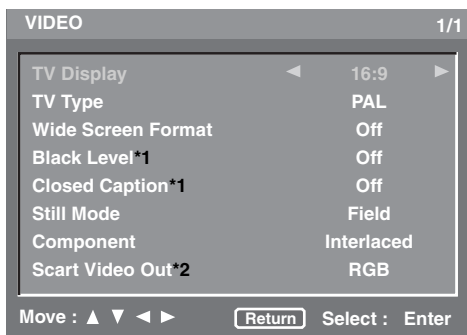 VIDEO 1/1
TV Display ◄ 16:9 ►
TV Type PAL
Wide Screen Format Off
Black Level*1 Off
Closed Caption*1 Off
Still Mode Field
Component Interlaced
Scart Video Out*2 RGB
Move : ▲ ▼ ◄ ► Return Select : Enter